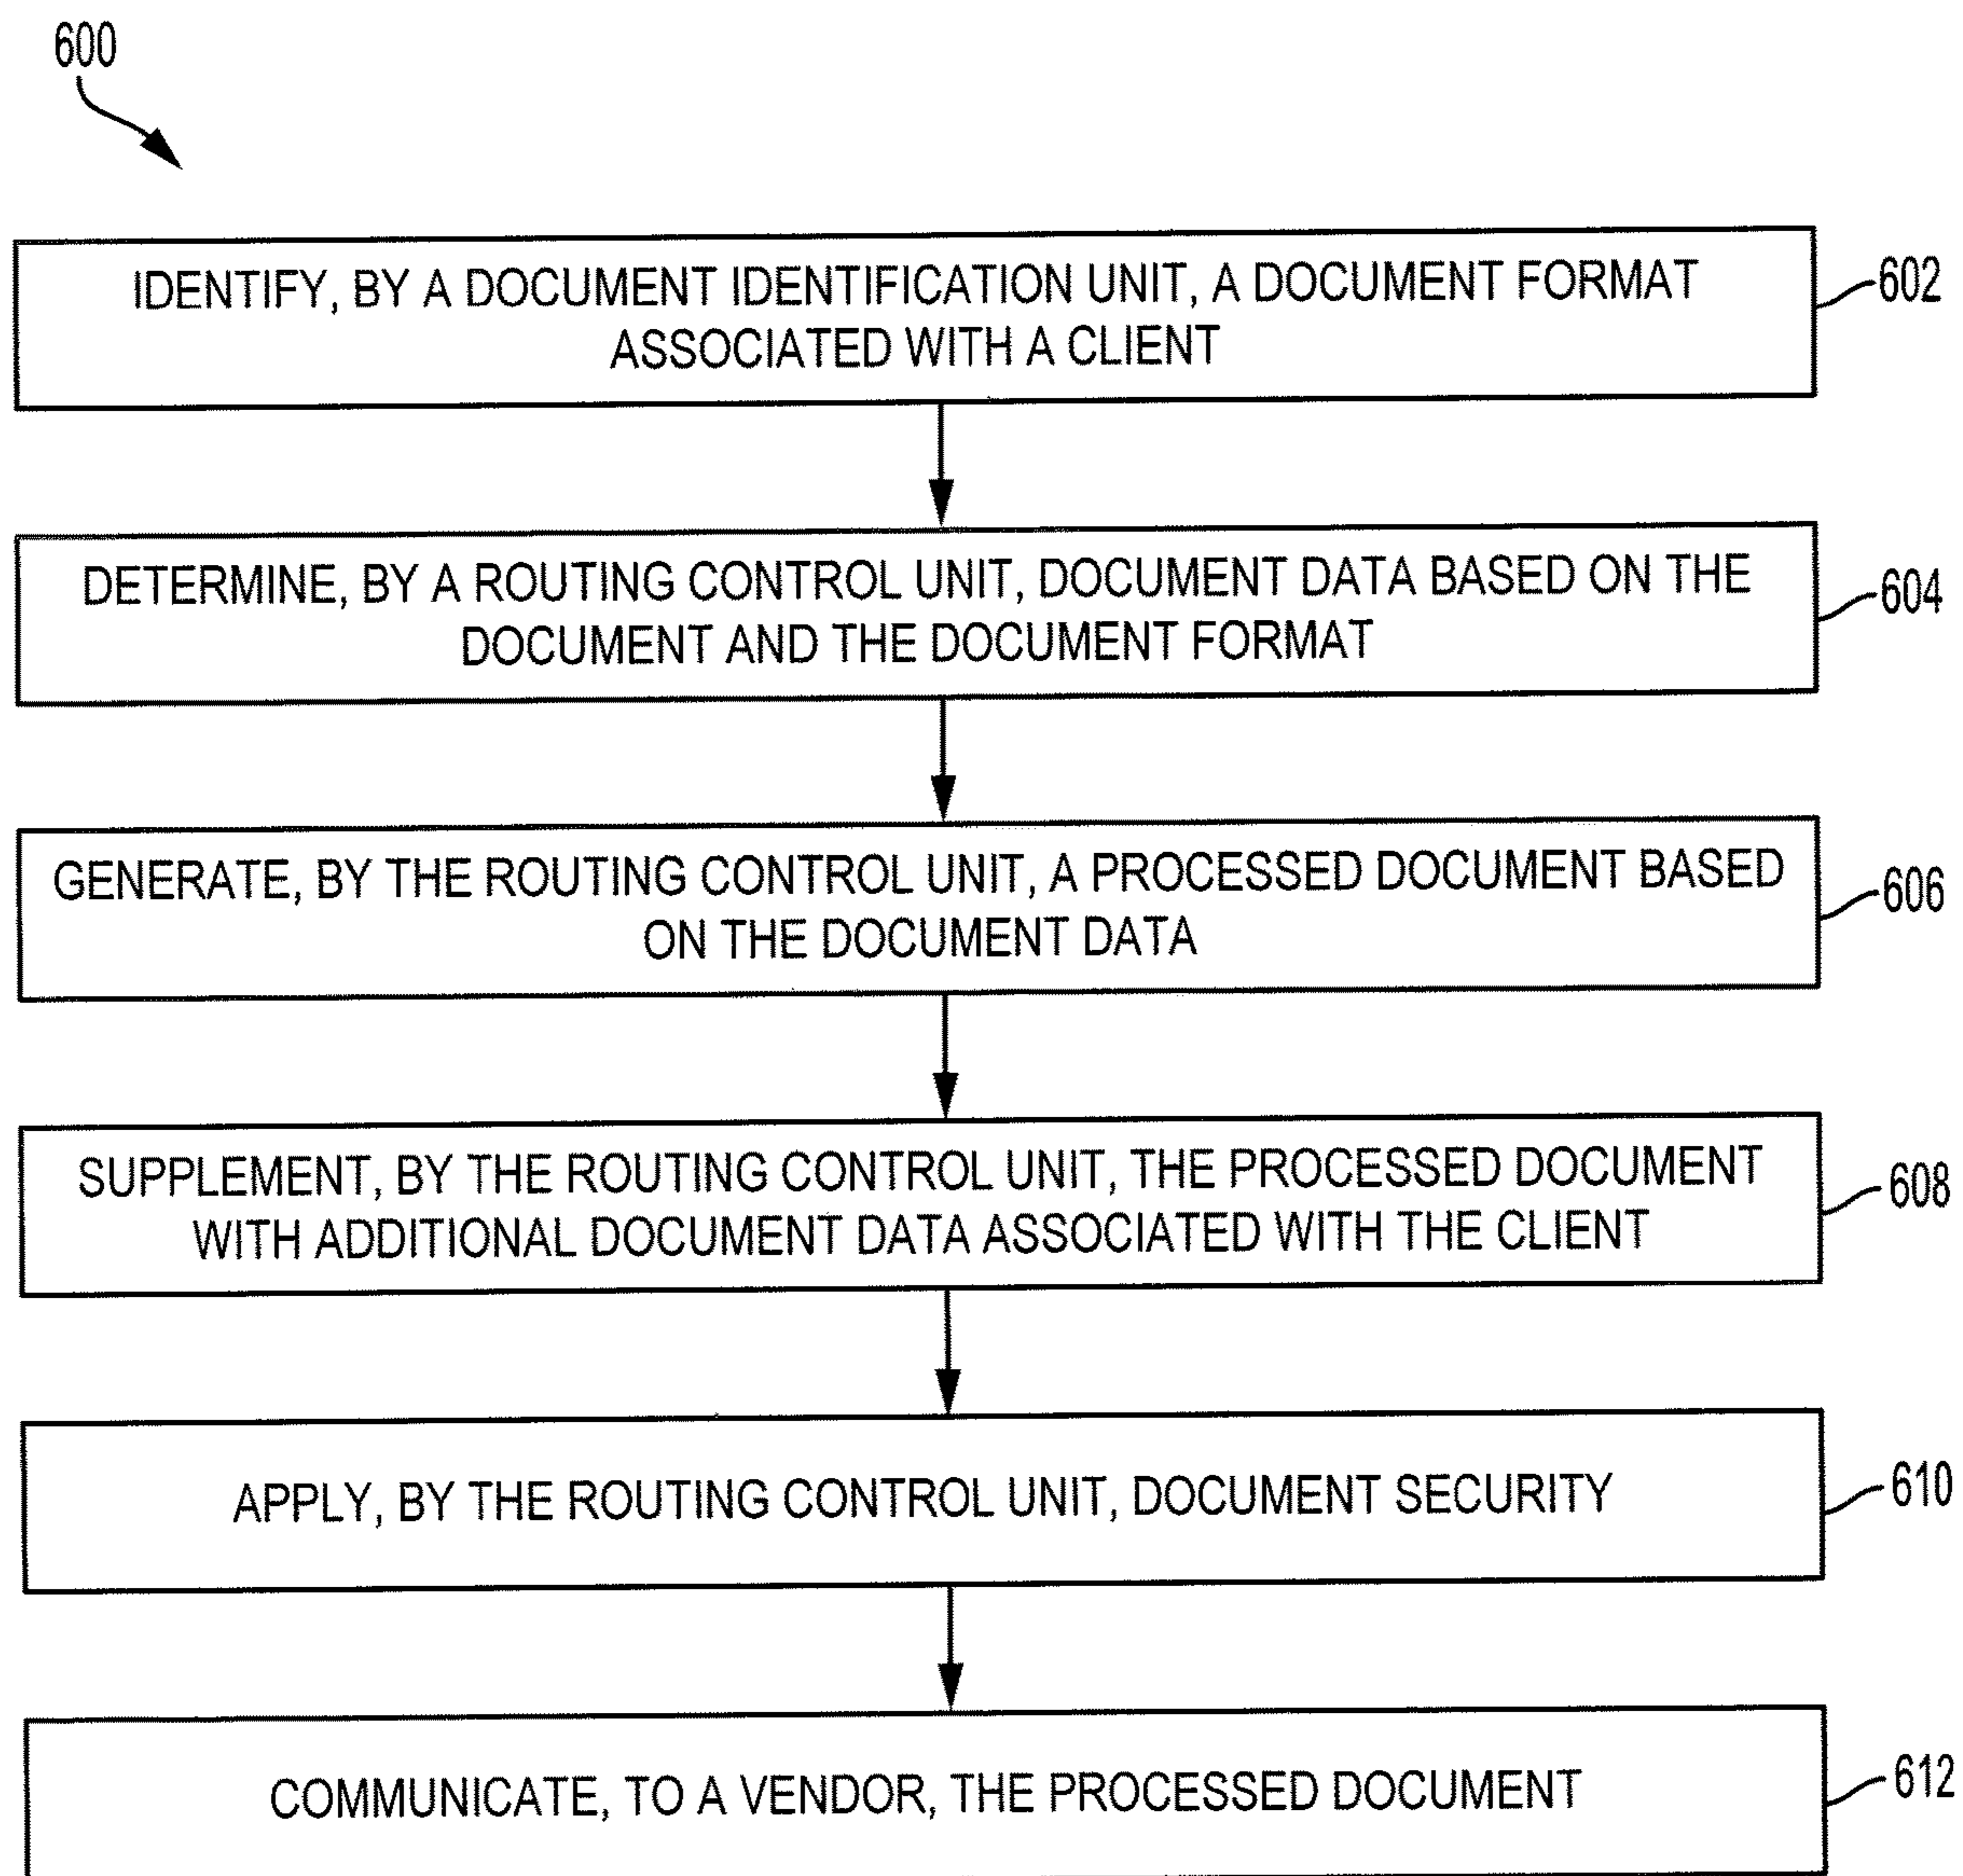 600
IDENTIFY, BY A DOCUMENT IDENTIFICATION UNIT, A DOCUMENT FORMAT
ASSOCIATED WITH A CLIENT
602
DETERMINE, BY A ROUTING CONTROL UNIT, DOCUMENT DATA BASED ON THE
DOCUMENT AND THE DOCUMENT FORMAT
604
GENERATE, BY THE ROUTING CONTROL UNIT, A PROCESSED DOCUMENT BASED
ON THE DOCUMENT DATA
606
SUPPLEMENT, BY THE ROUTING CONTROL UNIT, THE PROCESSED DOCUMENT
WITH ADDITIONAL DOCUMENT DATA ASSOCIATED WITH THE CLIENT
608
APPLY, BY THE ROUTING CONTROL UNIT, DOCUMENT SECURITY
610
COMMUNICATE, TO A VENDOR, THE PROCESSED DOCUMENT
612